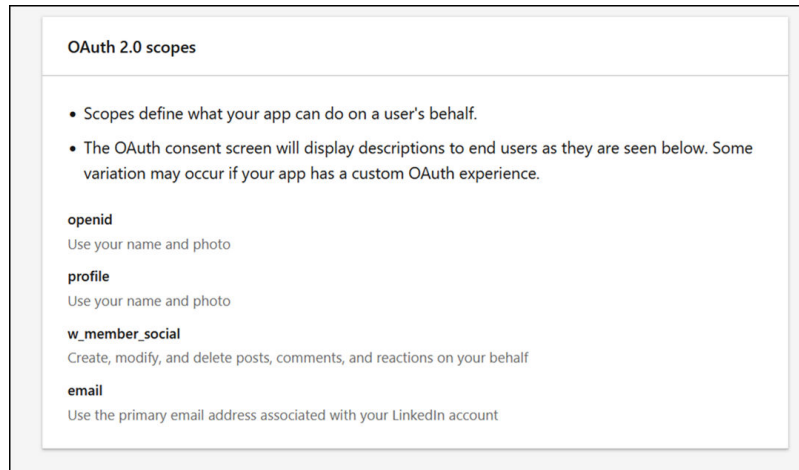 OAuth 2.0 scopes
• Scopes define what your app can do on a user's behalf.
• The OAuth consent screen will display descriptions to end users as they are seen below. Some
variation may occur if your app has a custom OAuth experience.
openid
Use your name and photo
profile
Use your name and photo
w_member_social
Create, modify, and delete posts, comments, and reactions on your behalf
email
Use the primary email address associated with your LinkedIn account